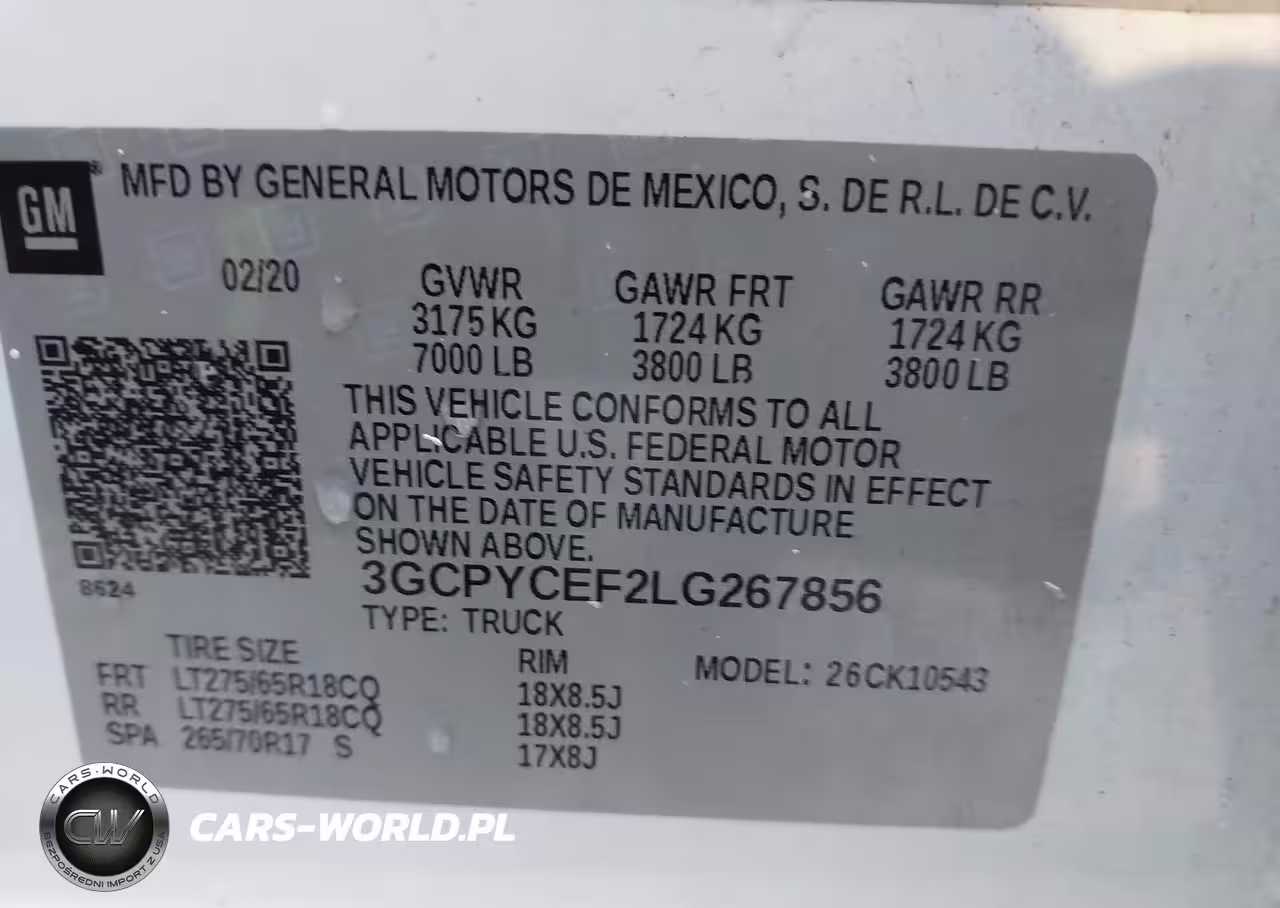 GM
MFD BY GENERAL MOTORS DE MEXICO, S. DE R.L. DE C.V.
02/20 GVWR GAWR FRT GAWR RR
3175 KG 1724 KG 1724 KG
7000 LB 3800 LB 3800 LB
THIS VEHICLE CONFORMS TO ALL
APPLICABLE U.S. FEDERAL MOTOR
VEHICLE SAFETY STANDARDS IN EFFECT
ON THE DATE OF MANUFACTURE
SHOWN ABOVE.
8624
3GCPYCEF2LG267856
TYPE: TRUCK
TIRE SIZE RIM MODEL: 26CK10543
FRT LT275/65R18CQ 18X8.5J
RR LT275/65R18CQ 18X8.5J
SPA 265/70R17 S 17X8J
CARS-WORLD
CW
BEZPOŚREDNI IMPORT Z USA
CARS-WORLD.PL